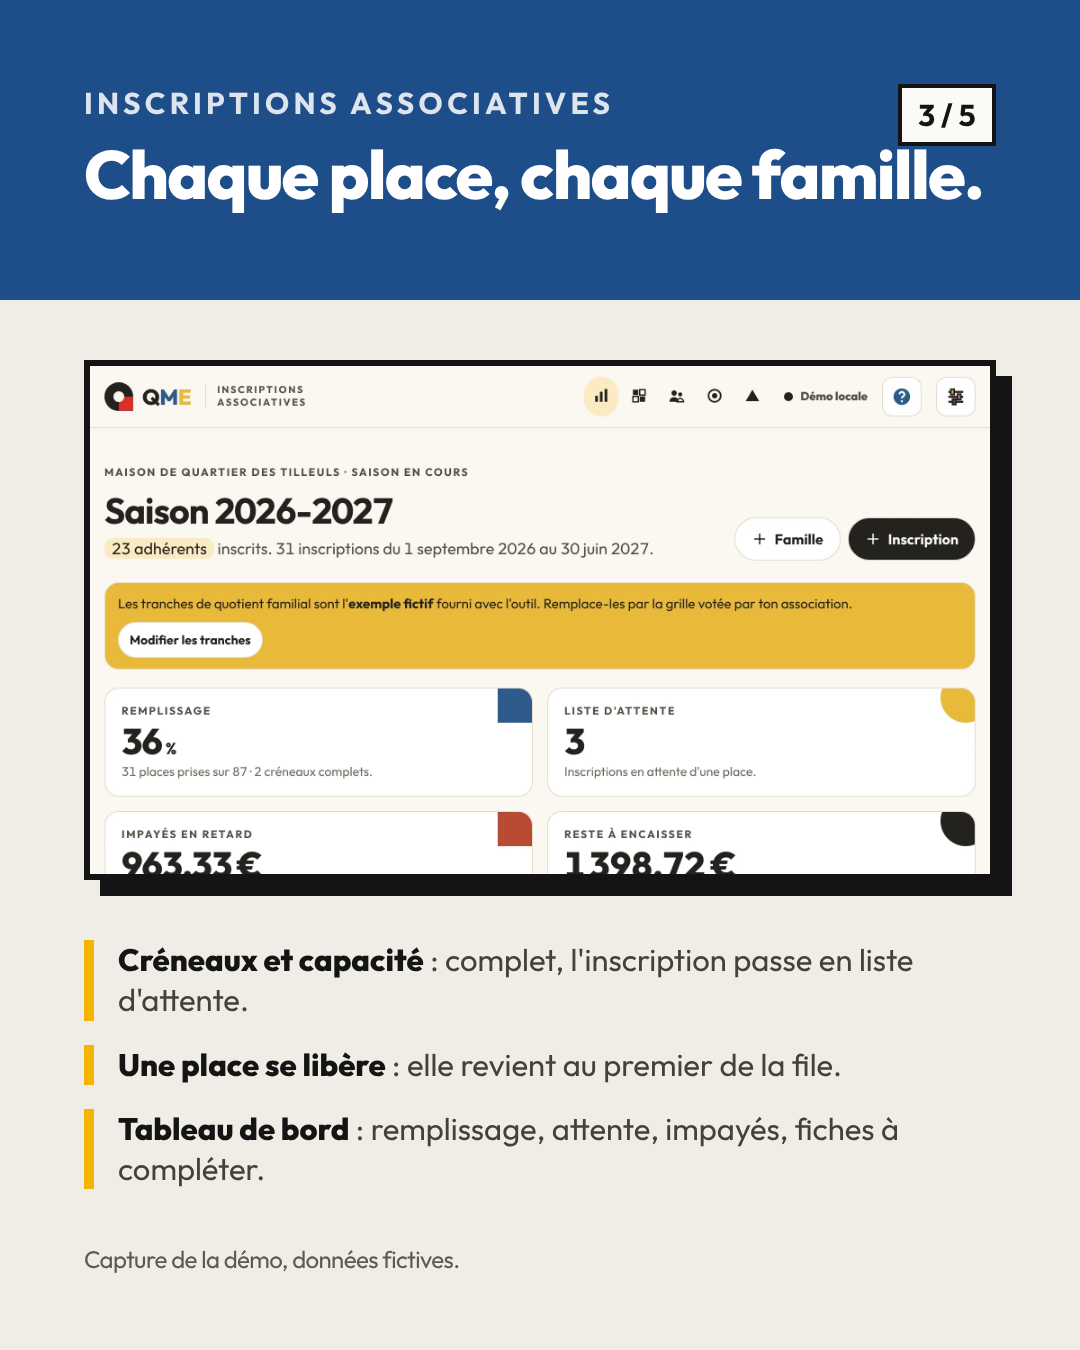 INSCRIPTIONS ASSOCIATIVES
3 / 5
Chaque place, chaque famille.
QME
INSCRIPTIONS
ASSOCIATIVES
Démo locale
?
MAISON DE QUARTIER DES TILLEULS · SAISON EN COURS
Saison 2026-2027
23 adhérents inscrits. 31 inscriptions du 1 septembre 2026 au 30 juin 2027.
+ Famille
+ Inscription
Les tranches de quotient familial sont l'exemple fictif fourni avec l'outil. Remplace-les par la grille votée par ton association.
Modifier les tranches
REMPLISSAGE
36 %
31 places prises sur 87 · 2 créneaux complets.
LISTE D'ATTENTE
3
Inscriptions en attente d'une place.
IMPAYÉS EN RETARD
963,33 €
RESTE À ENCAISSER
1 398,72 €
Créneaux et capacité : complet, l'inscription passe en liste
d'attente.
Une place se libère : elle revient au premier de la file.
Tableau de bord : remplissage, attente, impayés, fiches à
compléter.
Capture de la démo, données fictives.